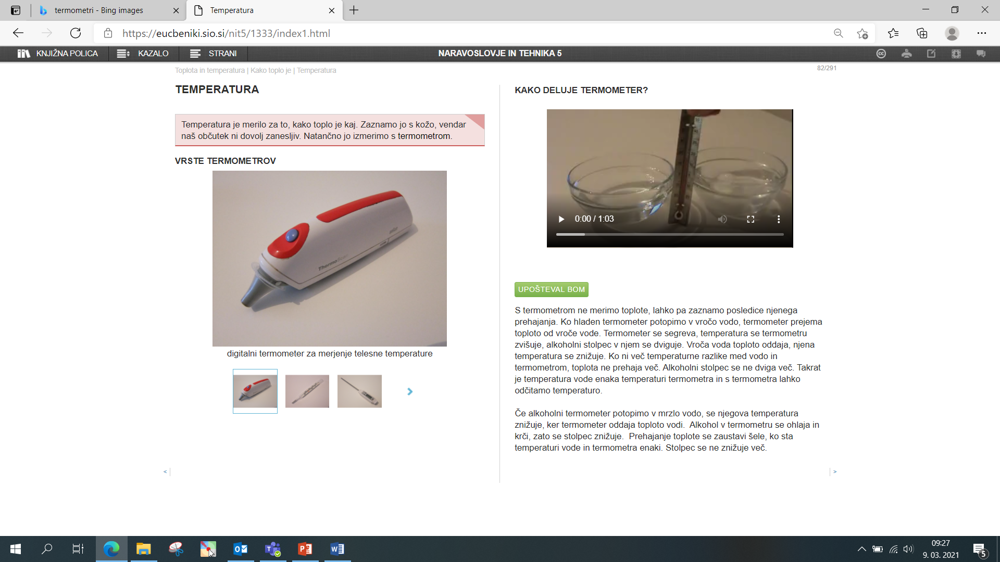 termometri - Bing images
Temperatura
https://eucbeniki.sio.si/nit5/1333/index1.html
KNJIŽNA POLICA
KAZALO
STRANI
NARAVOSLOVJE IN TEHNIKA 5
Toplota in temperatura | Kako toplo je | Temperatura
82/291
TEMPERATURA
Temperatura je merilo za to, kako toplo je kaj. Zaznamo jo s kožo, vendar
naš občutek ni dovolj zanesljiv. Natančno jo izmerimo s termometrom.
VRSTE TERMOMETROV
ThermoScan
digitalni termometer za merjenje telesne temperature
<
KAKO DELUJE TERMOMETER?
0:00 / 1:03
UPOŠTEVAL BOM
S termometrom ne merimo toplote, lahko pa zaznamo posledice njenega
prehajanja. Ko hladen termometer potopimo v vročo vodo, termometer prejema
toploto od vroče vode. Termometer se segreva, temperatura se termometru
zvišuje, alkoholni stolpec v njem se dviguje. Vroča voda toploto oddaja, njena
temperatura se znižuje. Ko ni več temperaturne razlike med vodo in
termometrom, toplota ne prehaja več. Alkoholni stolpec se ne dviga več. Takrat
je temperatura vode enaka temperaturi termometra in s termometra lahko
odčitamo temperaturo.
Če alkoholni termometer potopimo v mrzlo vodo, se njegova temperatura
znižuje, ker termometer oddaja toploto vodi.  Alkohol v termometru se ohlaja in
krči, zato se stolpec znižuje.  Prehajanje toplote se zaustavi šele, ko sta
temperaturi vode in termometra enaki. Stolpec se ne znižuje več.
>
09:27
9. 03. 2021
5